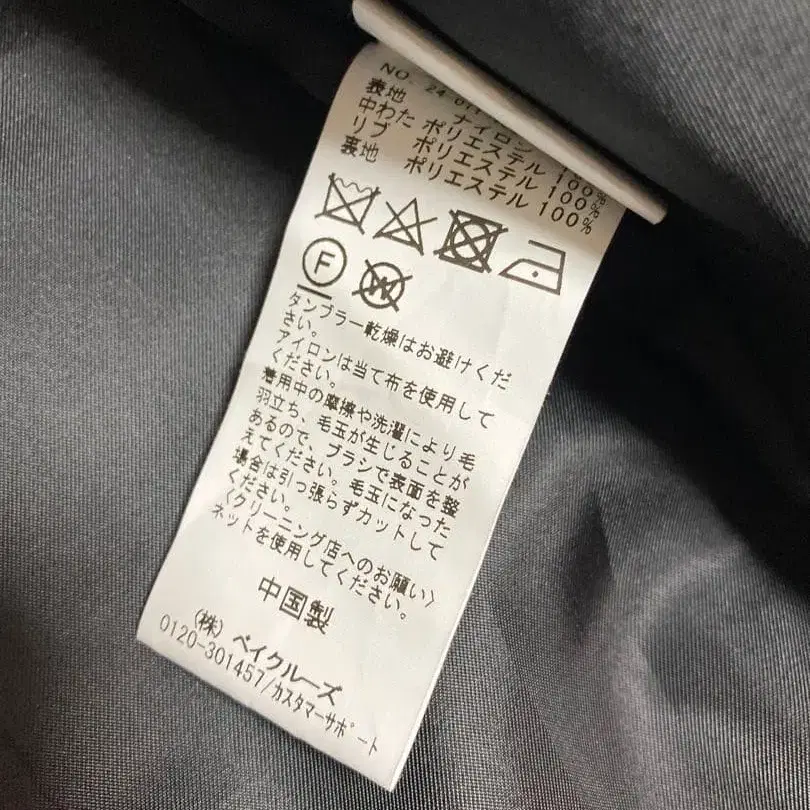 NO. 24
表地 ナイロン 100%
中わた ポリエステル 100%
リブ ポリエステル 100%
裏地 ポリエステル 100%
F W
タンブラー乾燥はお避けくだ
さい。
アイロンは当て布を使用して
ください。
着用中の摩擦や洗濯により毛
羽立ち、毛玉が生じることが
あるので、ブラシで表面を整
えてください。毛玉になった
場合は引っ張らずカットして
ください。
〈クリーニング店へのお願い〉
ネットを使用してください。
中国製
(株) ベイクルーズ
0120-301457/カスタマーサポート